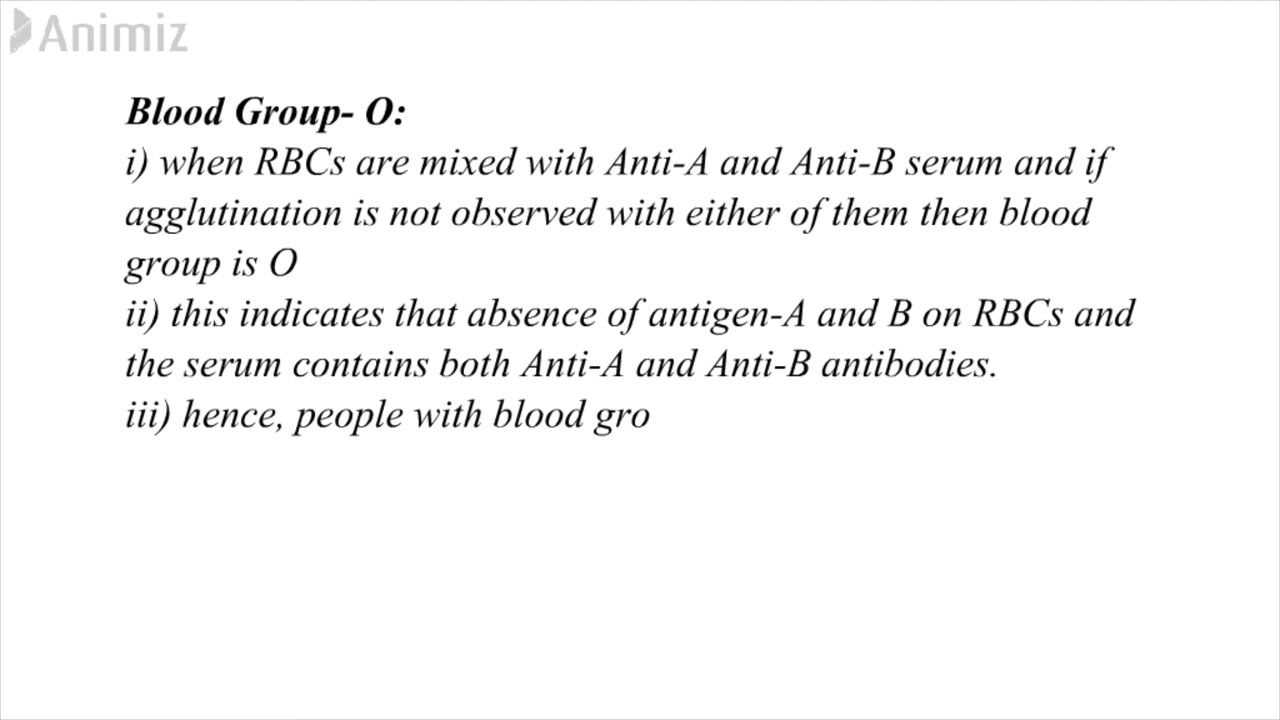 Animiz
Blood Group- O:
i) when RBCs are mixed with Anti-A and Anti-B serum and if
agglutination is not observed with either of them then blood
group is O
ii) this indicates that absence of antigen-A and B on RBCs and
the serum contains both Anti-A and Anti-B antibodies.
iii) hence, people with blood gro